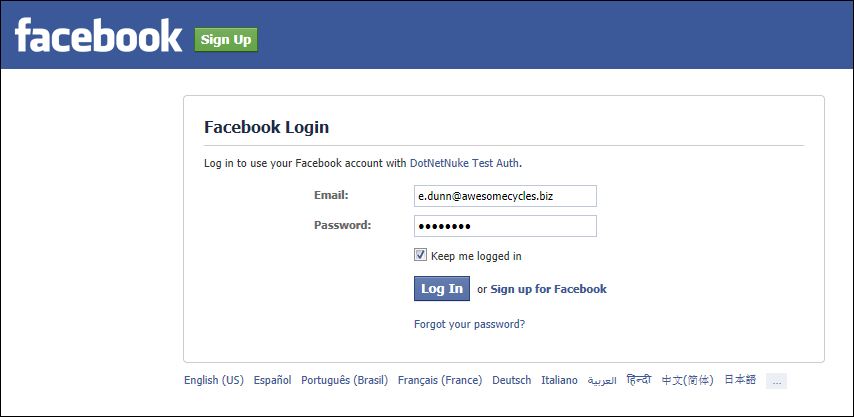 facebook Sign Up
Facebook Login
Log in to use your Facebook account with DotNetNuke Test Auth.
Email: e.dunn@awesomecycles.biz
Password: ••••••••
Keep me logged in
Log In or Sign up for Facebook
Forgot your password?
English (US) Español Português (Brasil) Français (France) Deutsch Italiano العربية हिन्दी 中文(简体) 日本語 ...